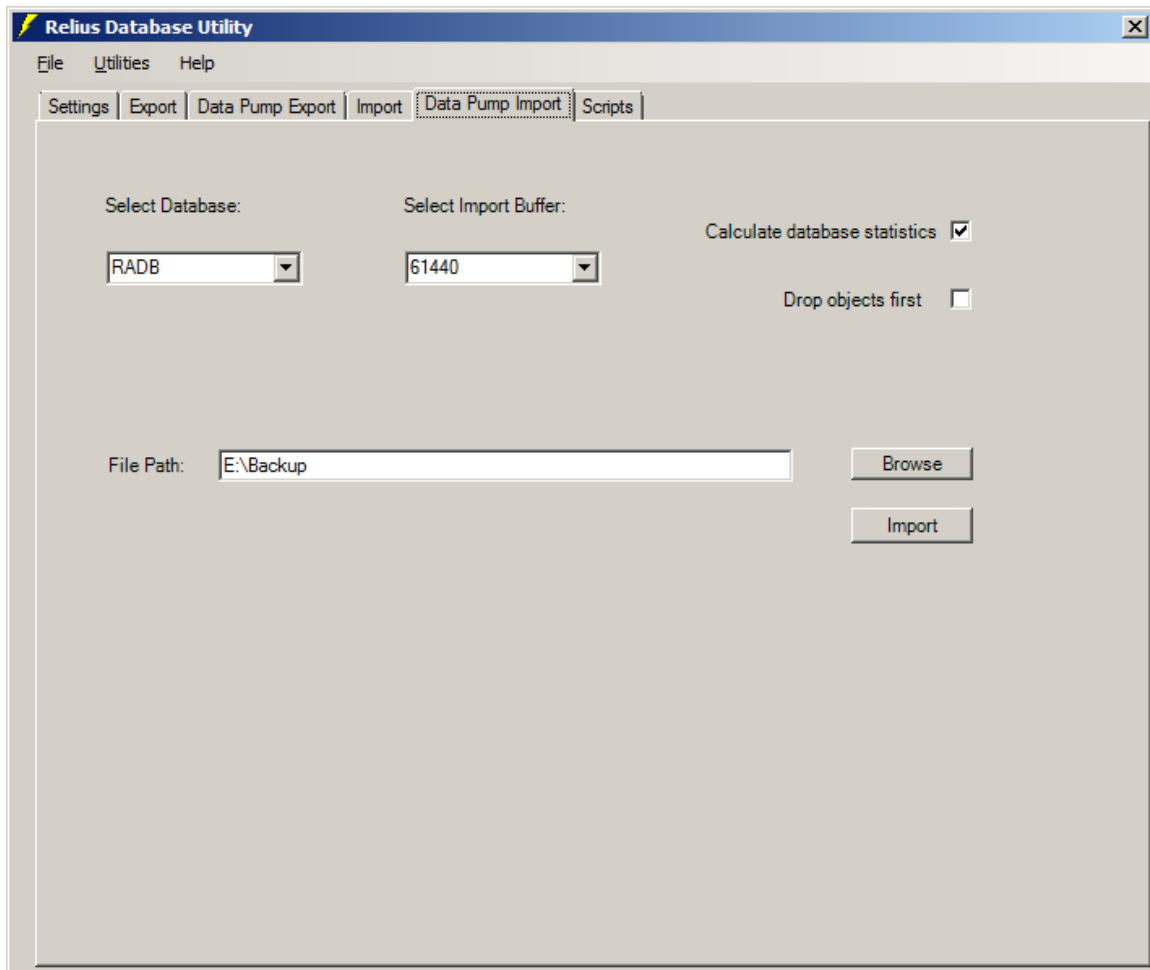 Relius Database Utility
File Utilities Help
Settings Export Data Pump Export Import Data Pump Import Scripts
Select Database: Select Import Buffer:
Calculate database statistics
RADB 61440
Drop objects first
File Path: E:\Backup Browse
Import